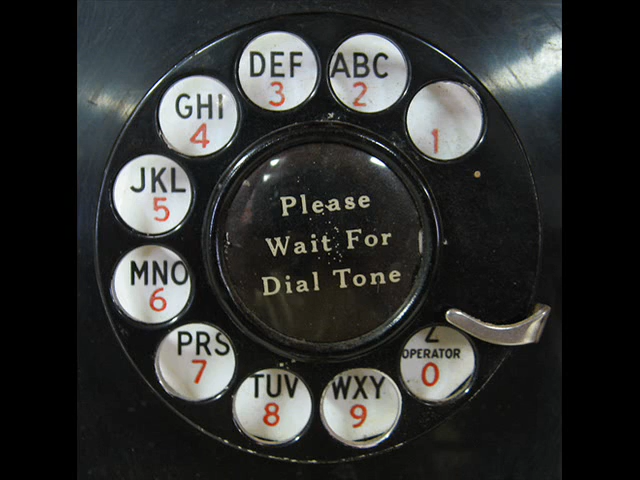 Please
Wait For
Dial Tone
1
ABC
2
DEF
3
GHI
4
JKL
5
MNO
6
PRS
7
TUV
8
WXY
9
Z
OPERATOR
0